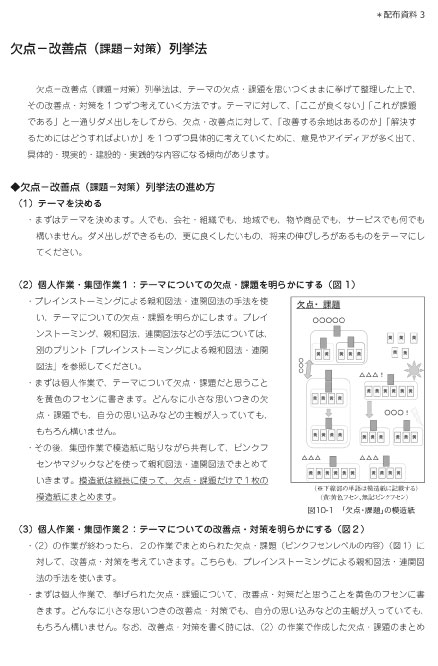 ＊配布資料 3
欠点－改善点（課題－対策）列挙法
欠点－改善点（課題－対策）列挙法は、テーマの欠点・課題を思いつくままに挙げて整理した上で、
その改善点・対策を１つずつ考えていく方法です。テーマに対して、「ここが良くない」「これが課題
である」と一通りダメ出しをしてから、欠点・改善点に対して、「改善する余地はあるのか」「解決す
るためにはどうすればよいか」を１つずつ具体的に考えていくために、意見やアイディアが多く出て、
具体的・現実的・建設的・実践的な内容になる傾向があります。
◆欠点－改善点（課題－対策）列挙法の進め方
（1）テーマを決める
・まずはテーマを決めます。人でも、会社・組織でも、地域でも、物や商品でも、サービスでも何でも
構いません。ダメ出しができるもの、更に良くしたいもの、将来の伸びしろがあるものをテーマにし
てください。
（2）個人作業・集団作業１：テーマについての欠点・課題を明らかにする（図１）
・ブレインストーミングによる親和図法・連関図法の手法を使
い、テーマについての欠点・課題を明らかにします。ブレイ
ンストーミング、親和図法、連関図法などの手法については、
別のプリント「ブレインストーミングによる親和図法・連関
図法」を参照してください。
・まずは個人作業で、テーマについて欠点・課題だと思うこと
を黄色のフセンに書きます。どんなに小さな思いつきの欠
点・課題でも、自分の思い込みなどの主観が入っていても、
もちろん構いません。
・その後、集団作業で模造紙に貼りながら共有して、ピンクフ
センやマジックなどを使って親和図法・連関図法でまとめて
いきます。模造紙は縦長に使って、欠点・課題だけで１枚の
模造紙にまとめます。
欠点・課題
○○○○○
△△△！
○○○！
△△△
△△△！
（※下線部の単語は模造紙に記載する）
（黄:黄色フセン、無記:ピンクフセン）
図10-1 「欠点・課題」の模造紙
（3）個人作業・集団作業２：テーマについての改善点・対策を明らかにする（図２）
・（2）の作業が終わったら、２の作業でまとめられた欠点・課題（ピンクフセンレベルの内容）（図１）に
対して、改善点・対策を考えていきます。こちらも、ブレインストーミングによる親和図法・連関図
法の手法を使います。
・まずは個人作業で、挙げられた欠点・課題について、改善点・対策だと思うことを黄色のフセンに書
きます。どんなに小さな思いつきの改善点・対策でも、自分の思い込みなどの主観が入っていても、
もちろん構いません。なお、改善点・対策を書く時には、（2）の作業で作成した欠点・課題のまとめ